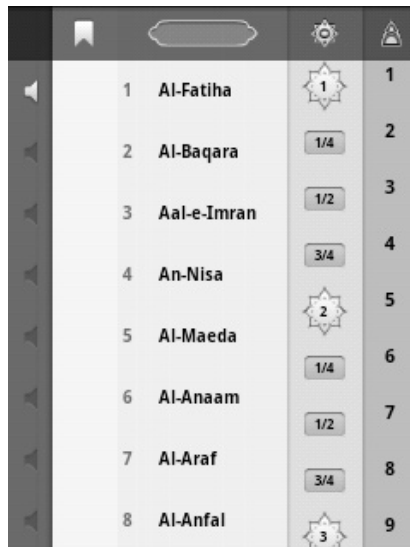 1 Al-Fatiha
2 Al-Baqara
3 Aal-e-Imran
4 An-Nisa
5 Al-Maeda
6 Al-Anaam
7 Al-Araf
8 Al-Anfal
1
1/4
1/2
3/4
2
1/4
1/2
3/4
3
1
2
3
4
5
6
7
8
9